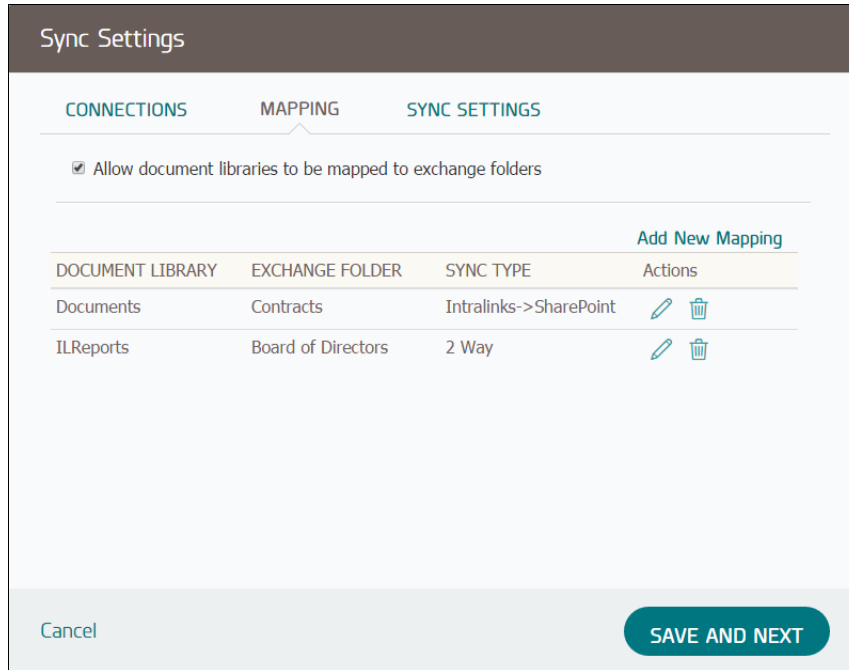 Sync Settings
CONNECTIONS MAPPING SYNC SETTINGS
Allow document libraries to be mapped to exchange folders
Add New Mapping
DOCUMENT LIBRARY EXCHANGE FOLDER SYNC TYPE Actions
Documents Contracts Intralinks->SharePoint
ILReports Board of Directors 2 Way
Cancel SAVE AND NEXT